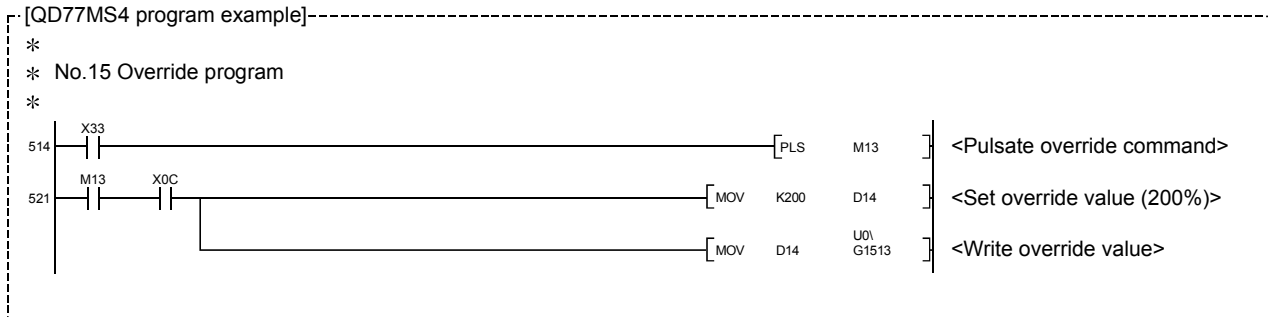 [QD77MS4 program example]
*
* No.15 Override program
*
514 X33 PLS M13 <Pulsate override command>
521 M13 X0C MOV K200 D14 <Set override value (200%)>
MOV D14 U0\G1513 <Write override value>